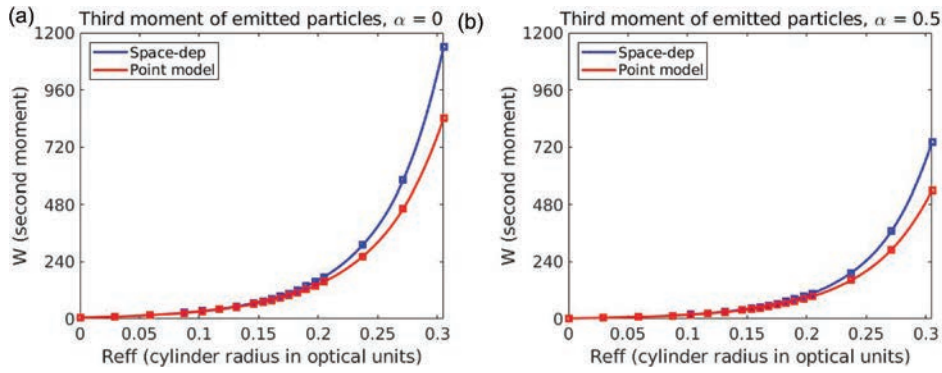 (a)
Third moment of emitted particles, α = 0
1200
960
720
480
240
0
W (second moment)
Space-dep
Point model
0 0.05 0.1 0.15 0.2 0.25 0.3
Reff (cylinder radius in optical units)
(b)
Third moment of emitted particles, α = 0.5
1200
960
720
480
240
0
W (second moment)
Space-dep
Point model
0 0.05 0.1 0.15 0.2 0.25 0.3
Reff (cylinder radius in optical units)